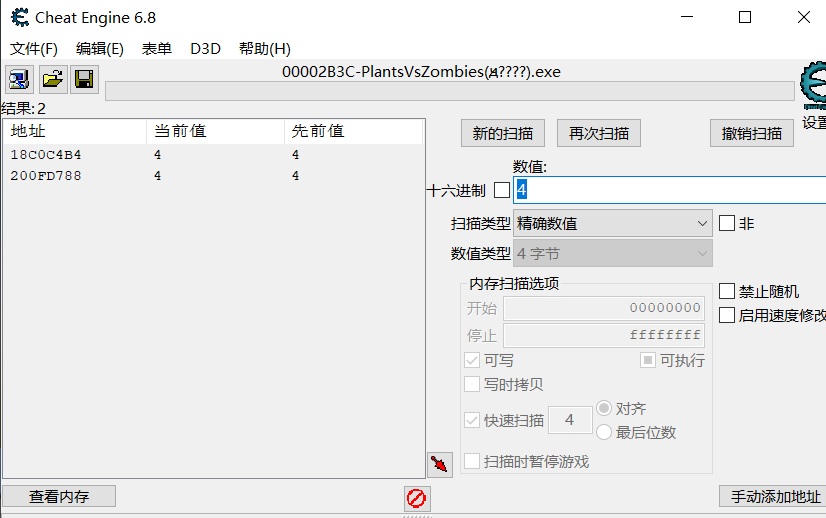 Cheat Engine 6.8
文件(F) 编辑(E) 表单 D3D 帮助(H)
00002B3C-PlantsVsZombies(ʜ????).exe
结果:2
设置
地址 当前值 先前值
18C0C4B4 4 4
200FD788 4 4
新的扫描 再次扫描 撤销扫描
数值:
十六进制 4
扫描类型 精确数值 非
数值类型 4 字节
内存扫描选项
开始 00000000
停止 ffffffff
禁止随机
启用速度修改
可写 可执行
写时拷贝
快速扫描 4 对齐
最后位数
扫描时暂停游戏
查看内存 手动添加地址